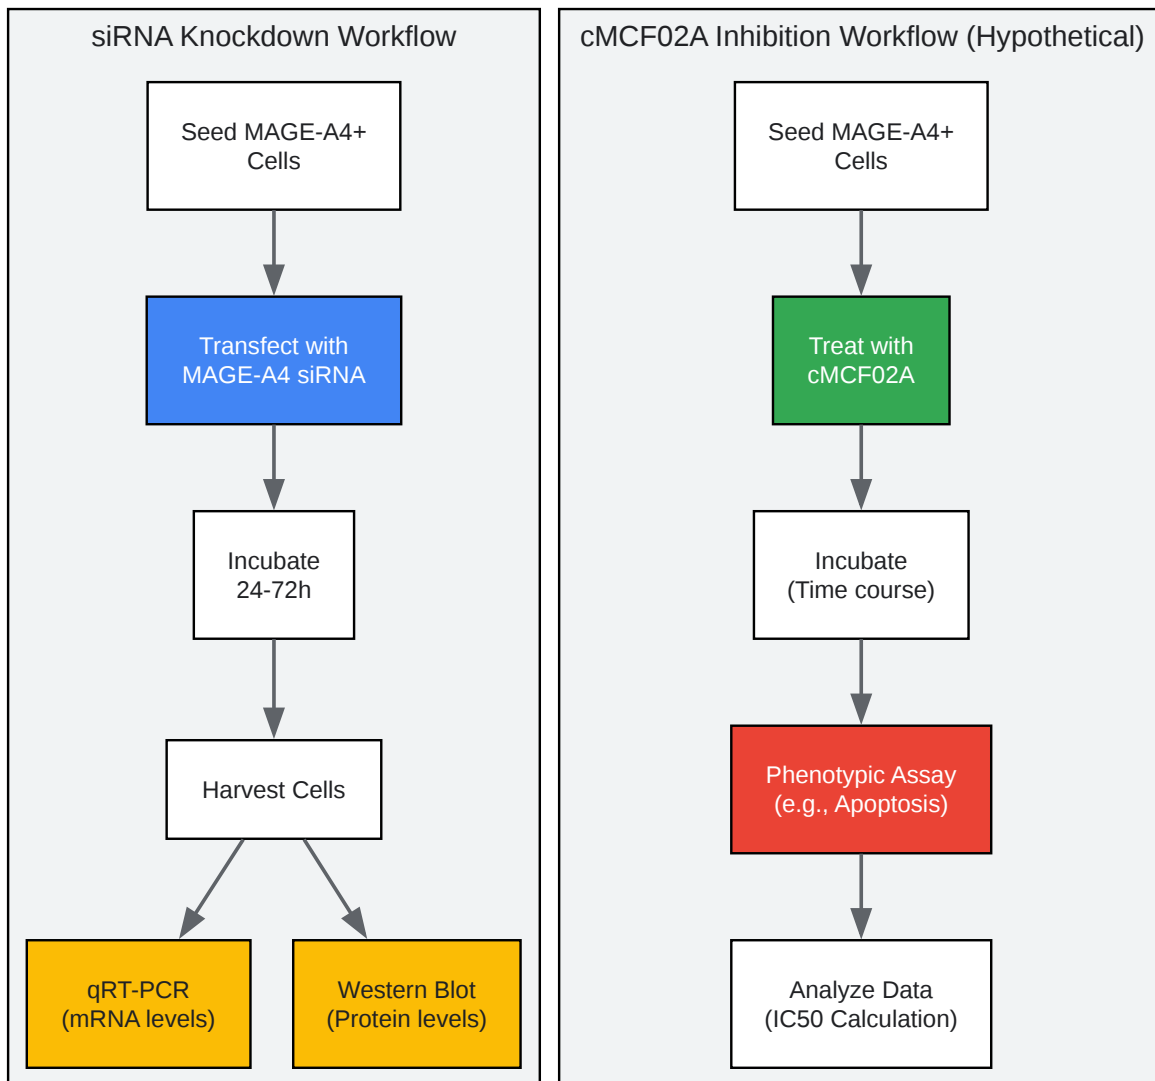 siRNA Knockdown Workflow
Seed MAGE-A4+
Cells
Transfect with
MAGE-A4 siRNA
Incubate
24-72h
Harvest Cells
qRT-PCR
(mRNA levels)
Western Blot
(Protein levels)
cMCF02A Inhibition Workflow (Hypothetical)
Seed MAGE-A4+
Cells
Treat with
cMCF02A
Incubate
(Time course)
Phenotypic Assay
(e.g., Apoptosis)
Analyze Data
(IC50 Calculation)